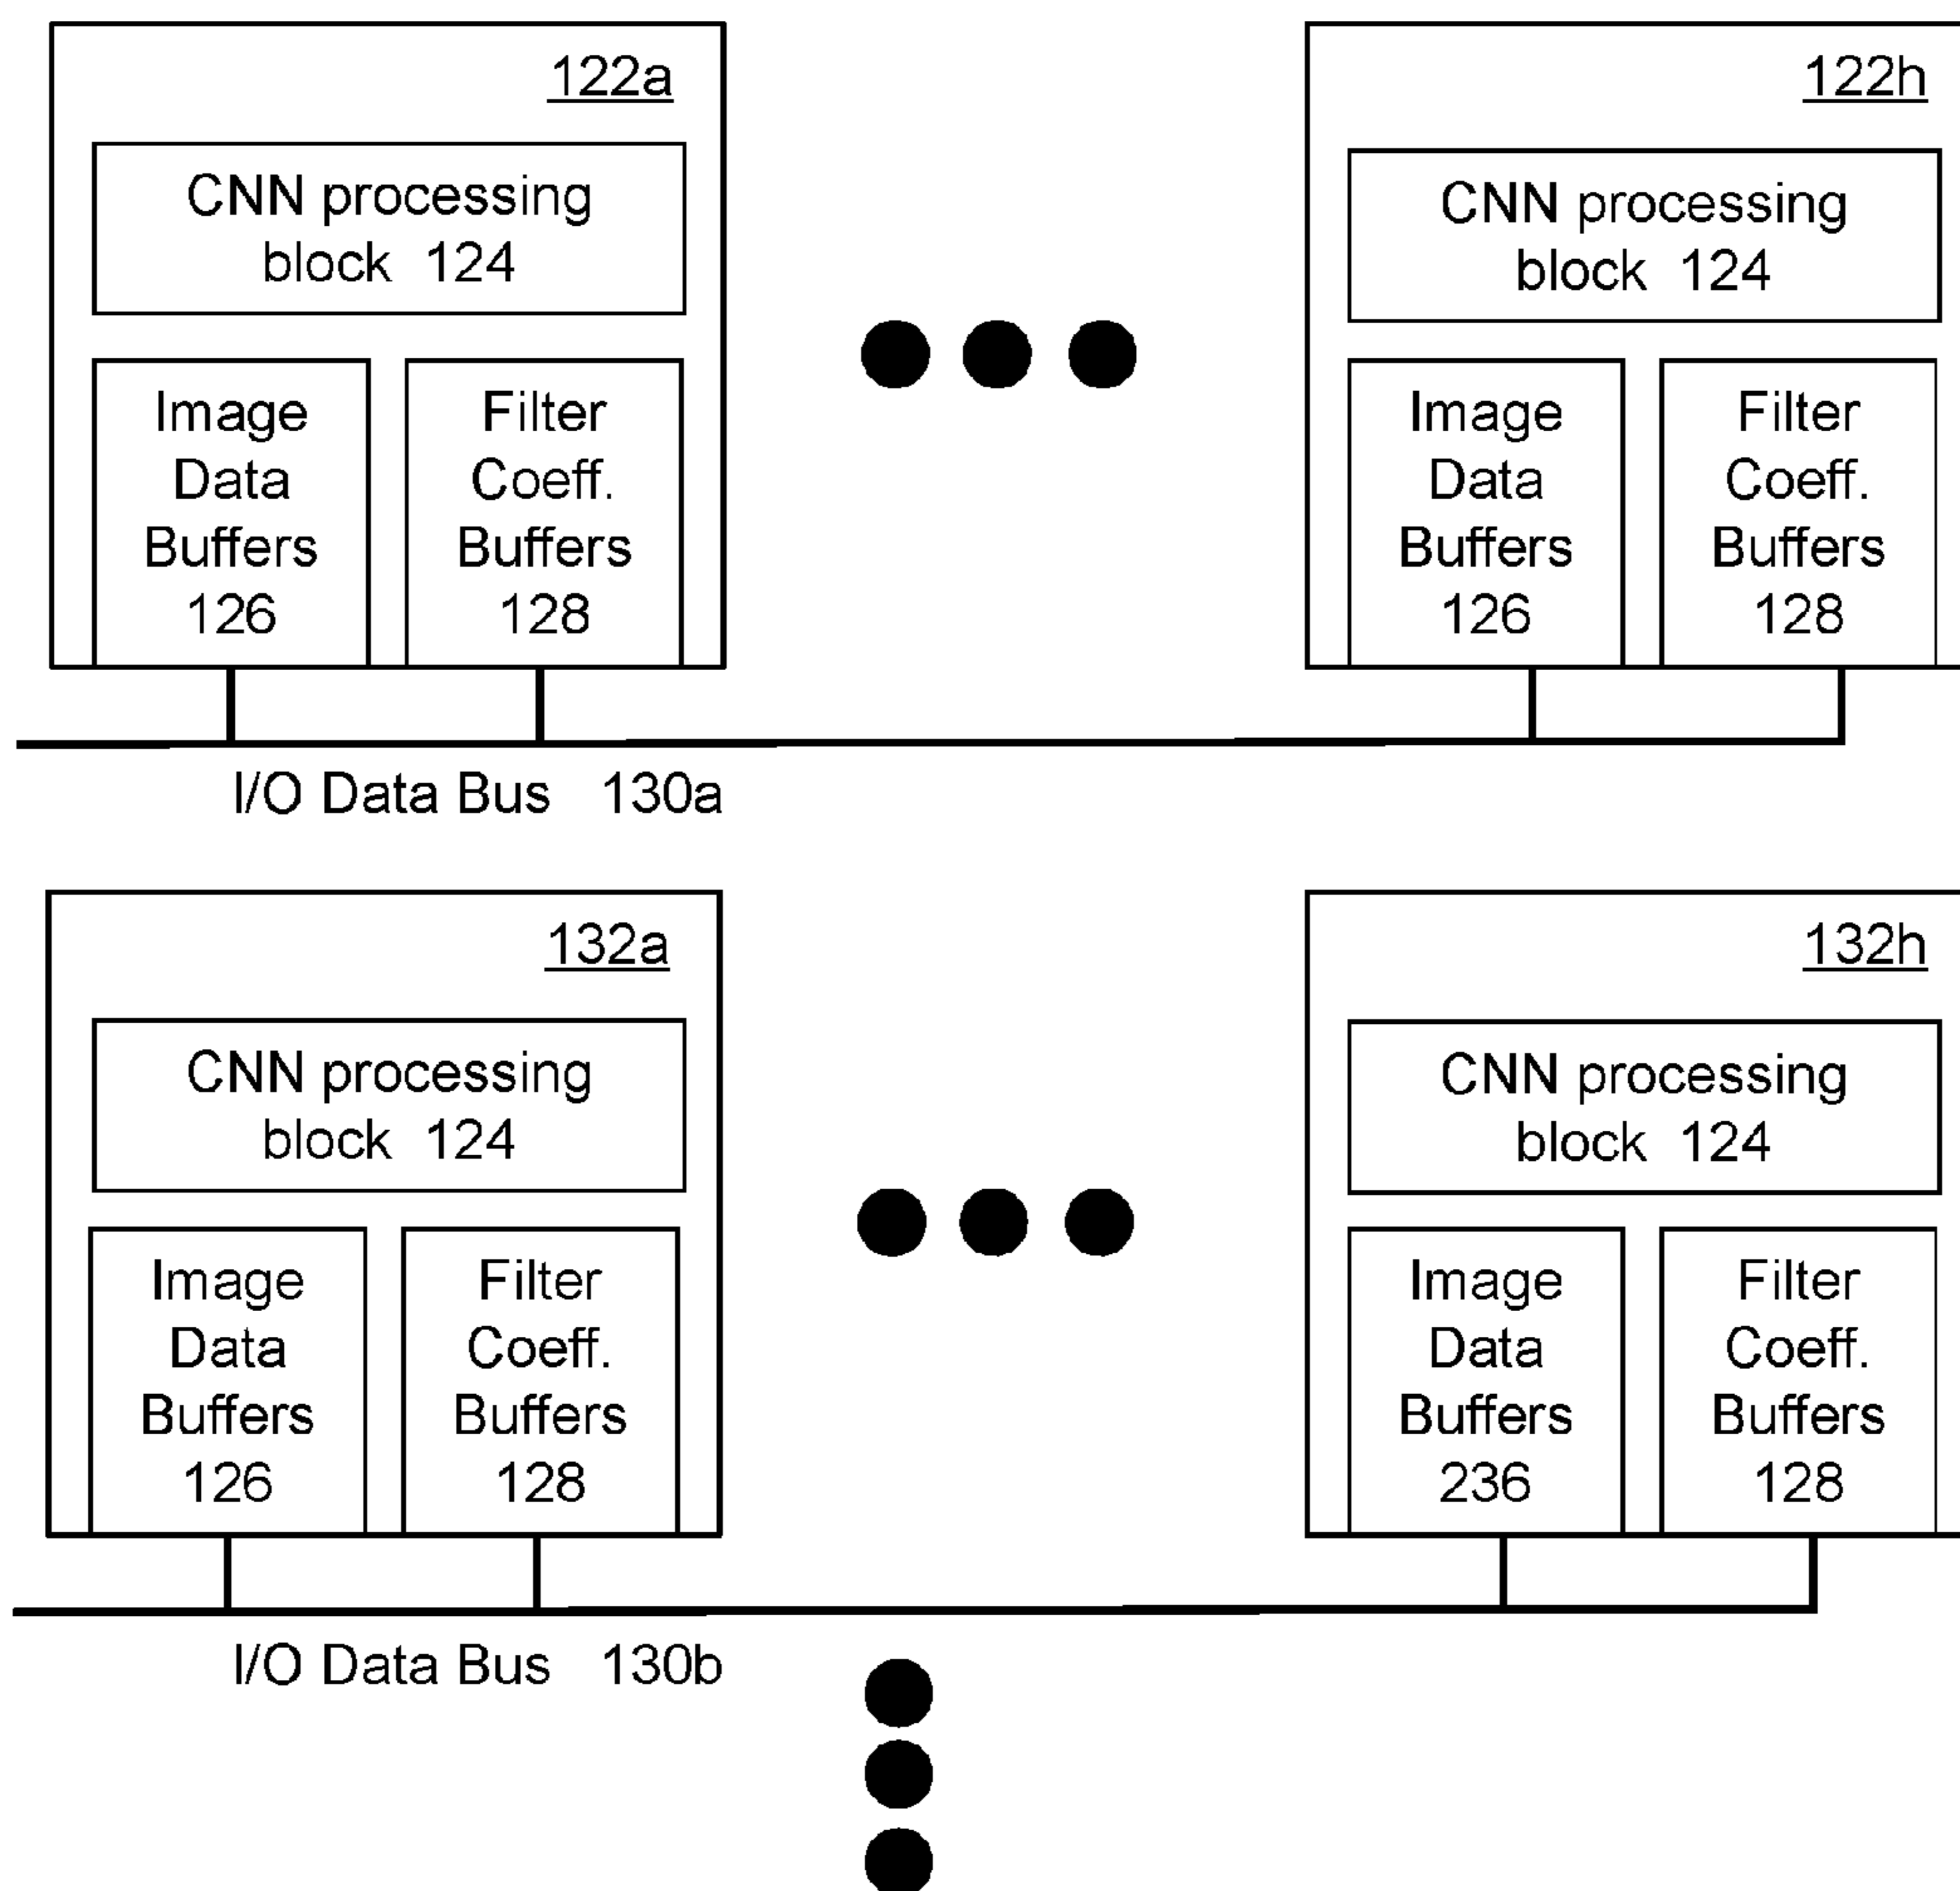 122a
CNN processing
block 124
Image
Data
Buffers
126
Filter
Coeff.
Buffers
128
122h
CNN processing
block 124
Image
Data
Buffers
126
Filter
Coeff.
Buffers
128
I/O Data Bus 130a
132a
CNN processing
block 124
Image
Data
Buffers
126
Filter
Coeff.
Buffers
128
132h
CNN processing
block 124
Image
Data
Buffers
236
Filter
Coeff.
Buffers
128
I/O Data Bus 130b